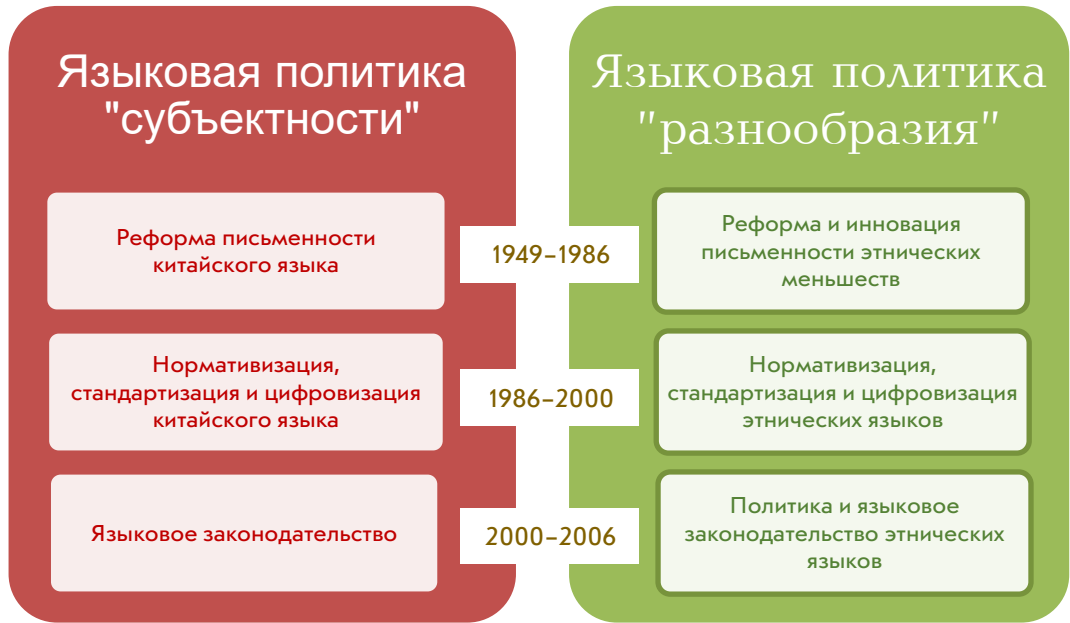 Языковая политика
"субъектности"
Языковая политика
"разнообразия"
Реформа письменности
китайского языка
1949–1986
Реформа и инновация
письменности этнических
меньшеств
Нормативизация,
стандартизация и цифровизация
китайского языка
1986–2000
Нормативизация,
стандартизация и цифровизация
этнических языков
Языковое законодательство
2000–2006
Политика и языковое
законодательство этнических
языков